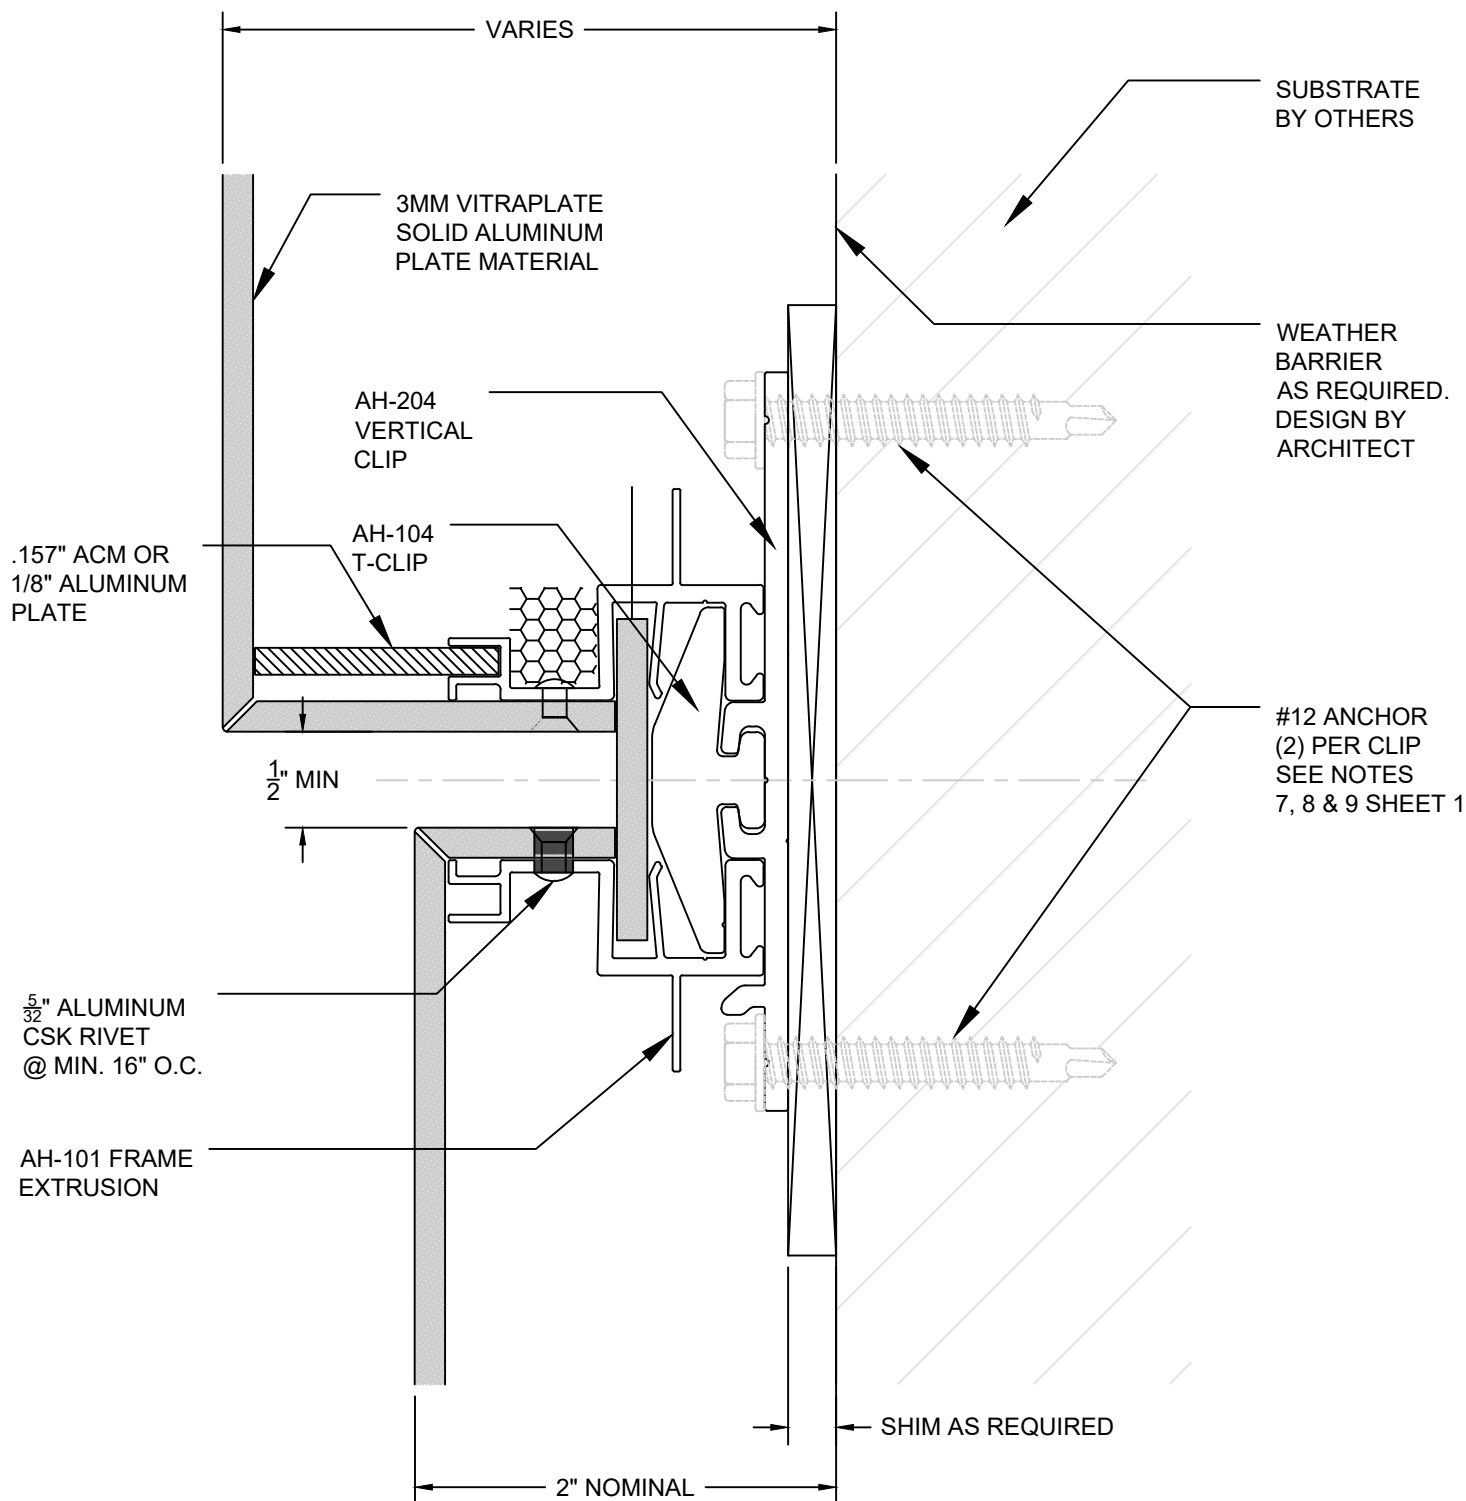 VARIES
SUBSTRATE
BY OTHERS
3MM VITRAPLATE
SOLID ALUMINUM
PLATE MATERIAL
WEATHER
BARRIER
AS REQUIRED.
DESIGN BY
ARCHITECT
AH-204
VERTICAL
CLIP
AH-104
T-CLIP
.157" ACM OR
1/8" ALUMINUM
PLATE
#12 ANCHOR
(2) PER CLIP
SEE NOTES
7, 8 & 9 SHEET 1
1/2" MIN
5/32" ALUMINUM
CSK RIVET
@ MIN. 16" O.C.
AH-101 FRAME
EXTRUSION
SHIM AS REQUIRED
2" NOMINAL